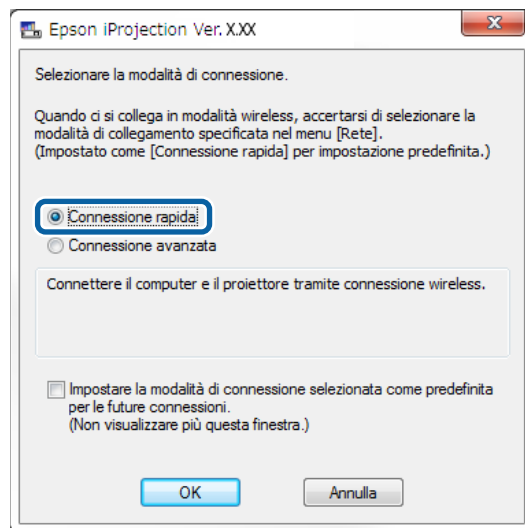 Epson iProjection Ver. X.XX
Selezionare la modalità di connessione.
Quando ci si collega in modalità wireless, accertarsi di selezionare la
modalità di collegamento specificata nel menu [Rete].
(Impostato come [Connessione rapida] per impostazione predefinita.)
Connessione rapida
Connessione avanzata
Connettere il computer e il proiettore tramite connessione wireless.
Impostare la modalità di connessione selezionata come predefinita
per le future connessioni.
(Non visualizzare più questa finestra.)
OK Annulla